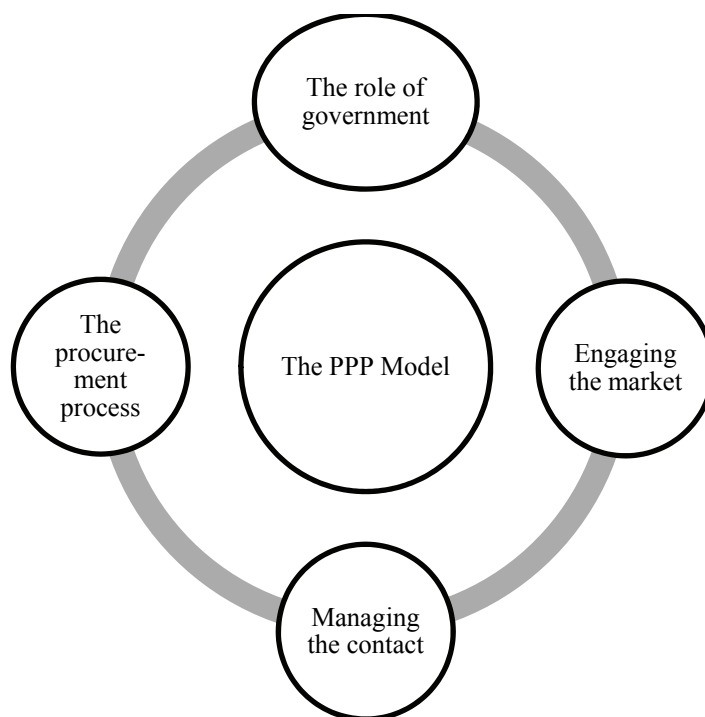 The role of
government
The
procure-
ment
process
The PPP Model
Engaging
the market
Managing
the contact